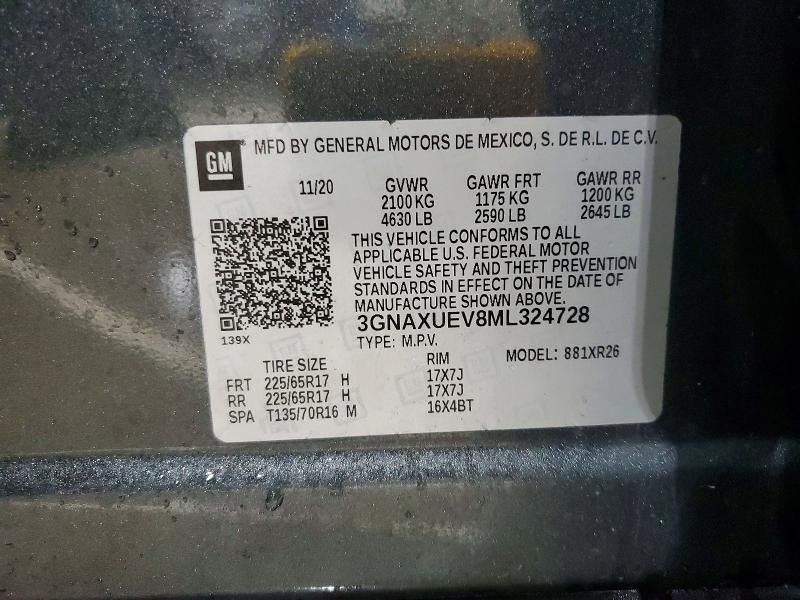 GM MFD BY GENERAL MOTORS DE MEXICO, S. DE R.L. DE C.V.
11/20 GVWR GAWR FRT GAWR RR
2100 KG 1175 KG 1200 KG
4630 LB 2590 LB 2645 LB
THIS VEHICLE CONFORMS TO ALL
APPLICABLE U.S. FEDERAL MOTOR
VEHICLE SAFETY AND THEFT PREVENTION
STANDARDS IN EFFECT ON THE DATE OF
MANUFACTURE SHOWN ABOVE.
139X
3GNAXUEV8ML324728
TYPE: M.P.V. MODEL: 881XR26
TIRE SIZE RIM
FRT 225/65R17 H 17X7J
RR 225/65R17 H 17X7J
SPA T135/70R16 M 16X4BT